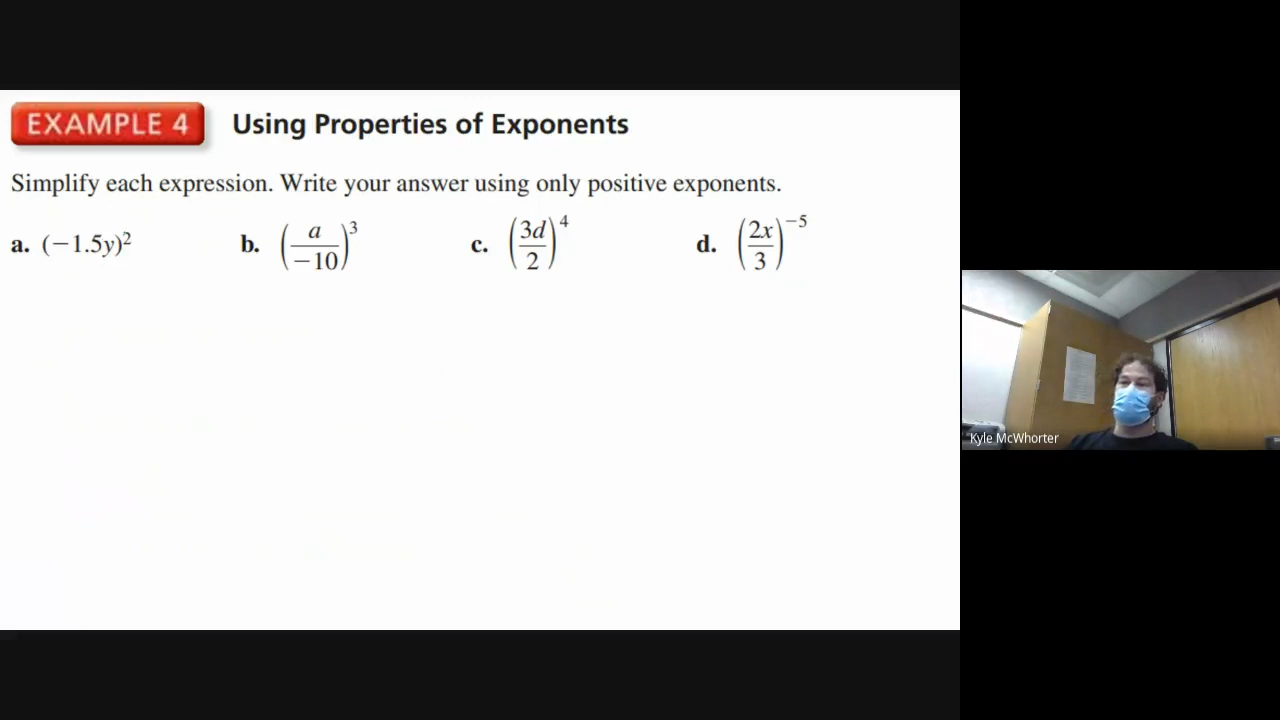 EXAMPLE 4 Using Properties of Exponents
Simplify each expression. Write your answer using only positive exponents.
a. (−1.5y)² b. (a/−10)³ c. (3d/2)⁴ d. (2x/3)⁻⁵
Kyle McWhorter